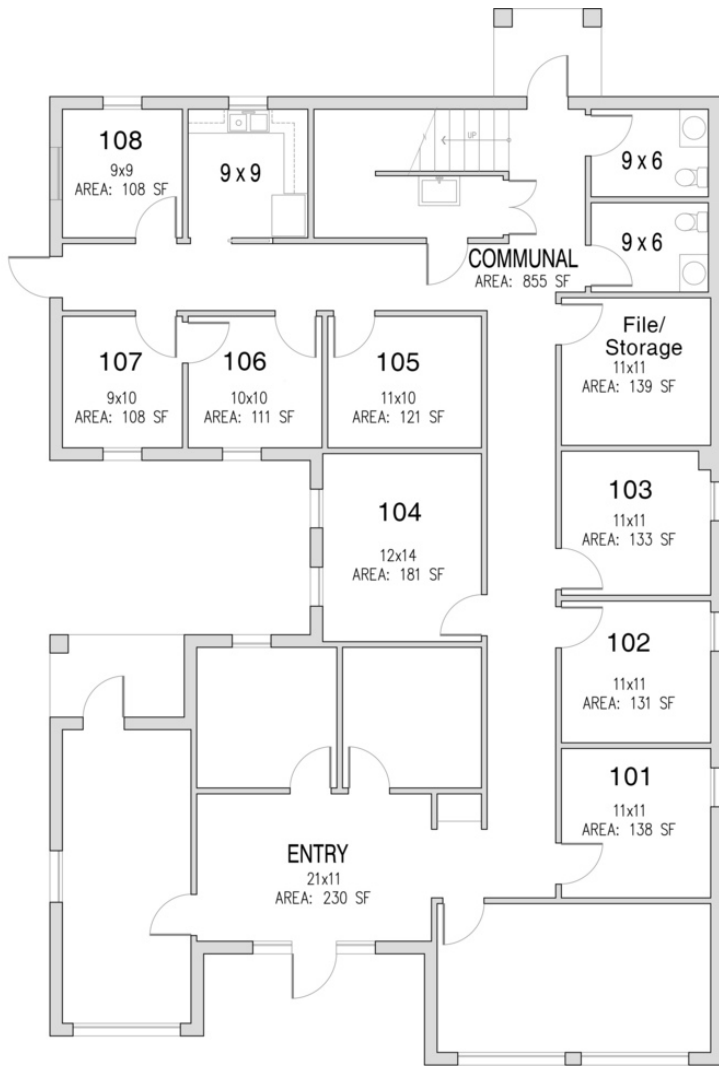 108
9x9
AREA: 108 SF
9 x 9
UP
9 x 6
9 x 6
COMMUNAL
AREA: 855 SF
File/
Storage
11x11
AREA: 139 SF
107
9x10
AREA: 108 SF
106
10x10
AREA: 111 SF
105
11x10
AREA: 121 SF
104
12x14
AREA: 181 SF
103
11x11
AREA: 133 SF
102
11x11
AREA: 131 SF
101
11x11
AREA: 138 SF
ENTRY
21x11
AREA: 230 SF